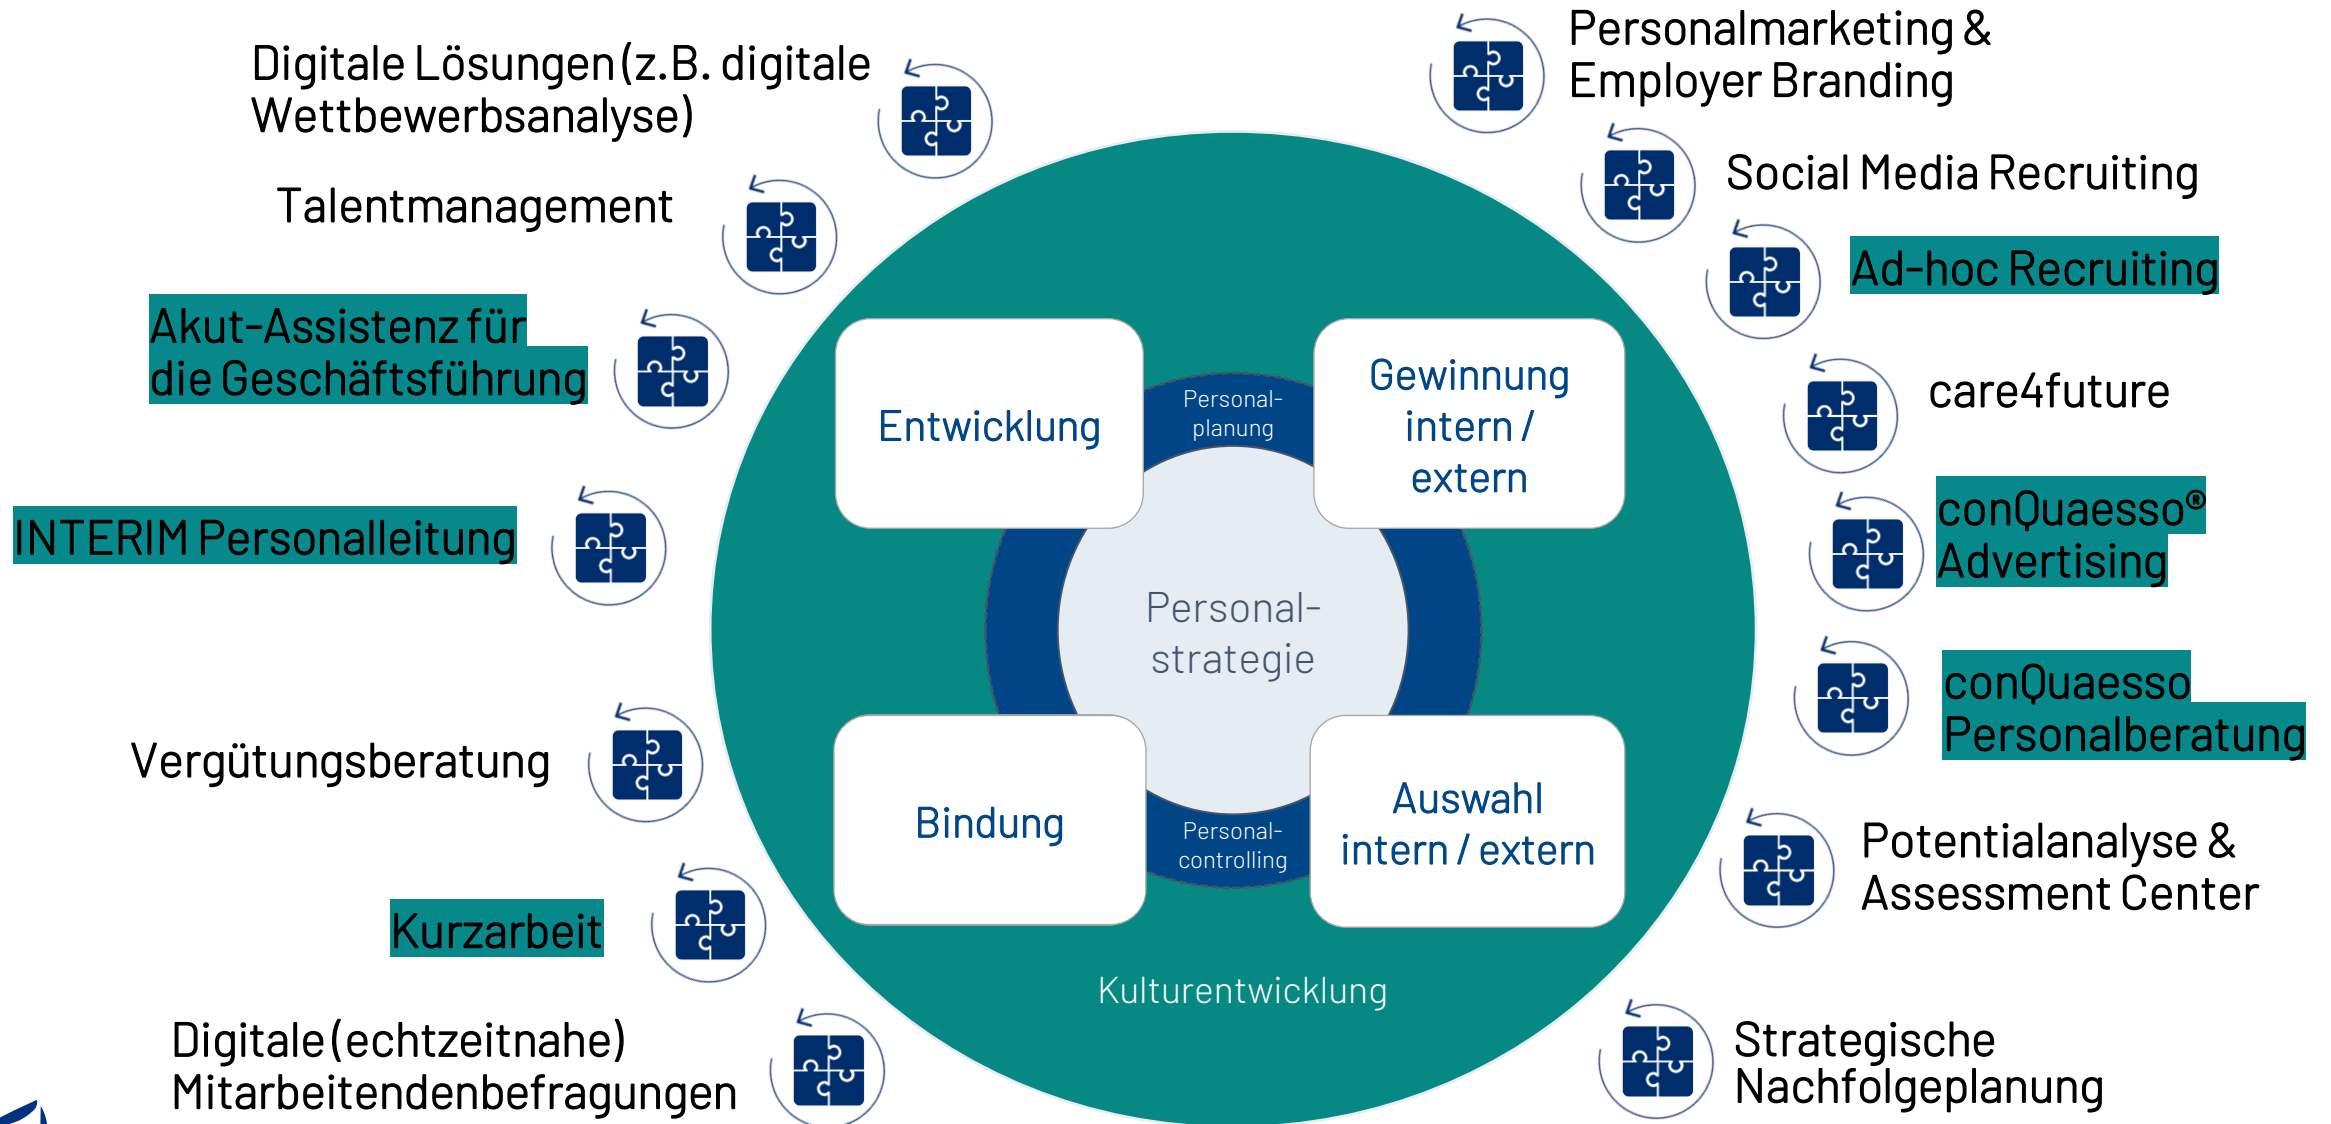 Digitale Lösungen (z.B. digitale
Wettbewerbsanalyse)
Talentmanagement
Akut-Assistenz für
die Geschäftsführung
INTERIM Personalleitung
Vergütungsberatung
Kurzarbeit
Digitale (echtzeitnahe)
Mitarbeitendenbefragungen
Entwicklung
Personal-
planung
Gewinnung
intern /
extern
Personal-
strategie
Bindung
Personal-
controlling
Auswahl
intern / extern
Kulturentwicklung
Personalmarketing &
Employer Branding
Social Media Recruiting
Ad-hoc Recruiting
care4future
conQuaesso®
Advertising
conQuaesso
Personalberatung
Potentialanalyse &
Assessment Center
Strategische
Nachfolgeplanung